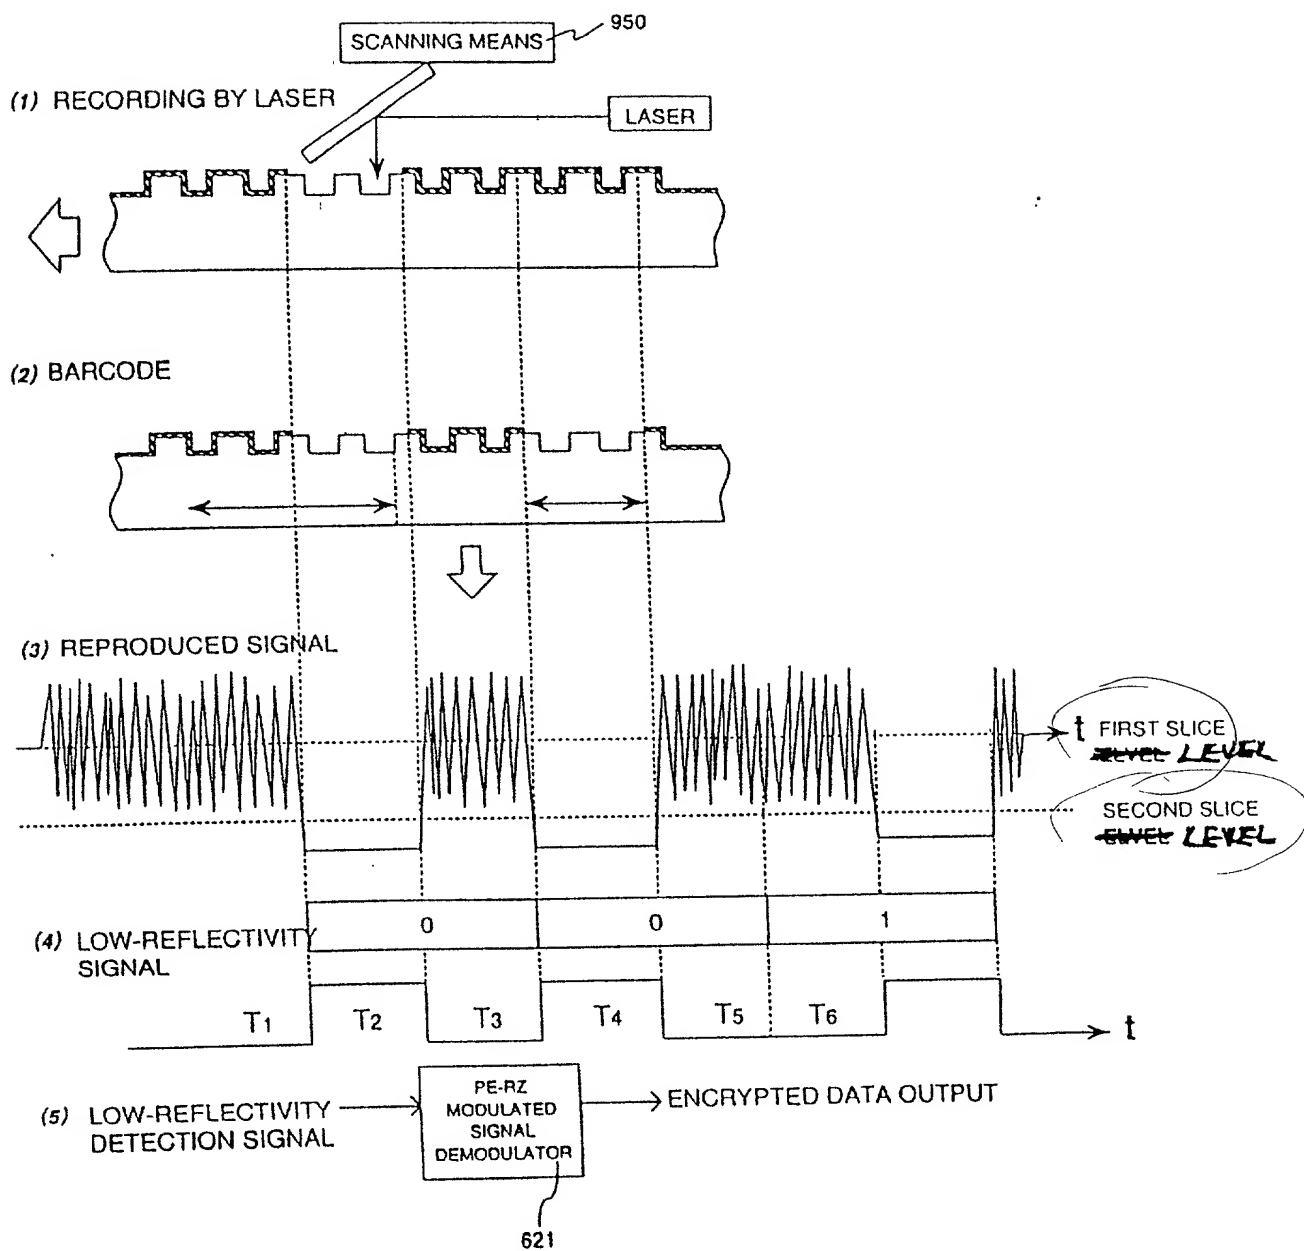 950
SCANNING MEANS
(1) RECORDING BY LASER
LASER
(2) BARCODE
(3) REPRODUCED SIGNAL
t FIRST SLICE
ELVEL LEVEL
SECOND SLICE
ELVEL LEVEL
0 0 1
(4) LOW-REFLECTIVITY
SIGNAL
T1 T2 T3 T4 T5 T6
t
(5) LOW-REFLECTIVITY
DETECTION SIGNAL
PE-RZ
MODULATED
SIGNAL
DEMODULATOR
ENCRYPTED DATA OUTPUT
621